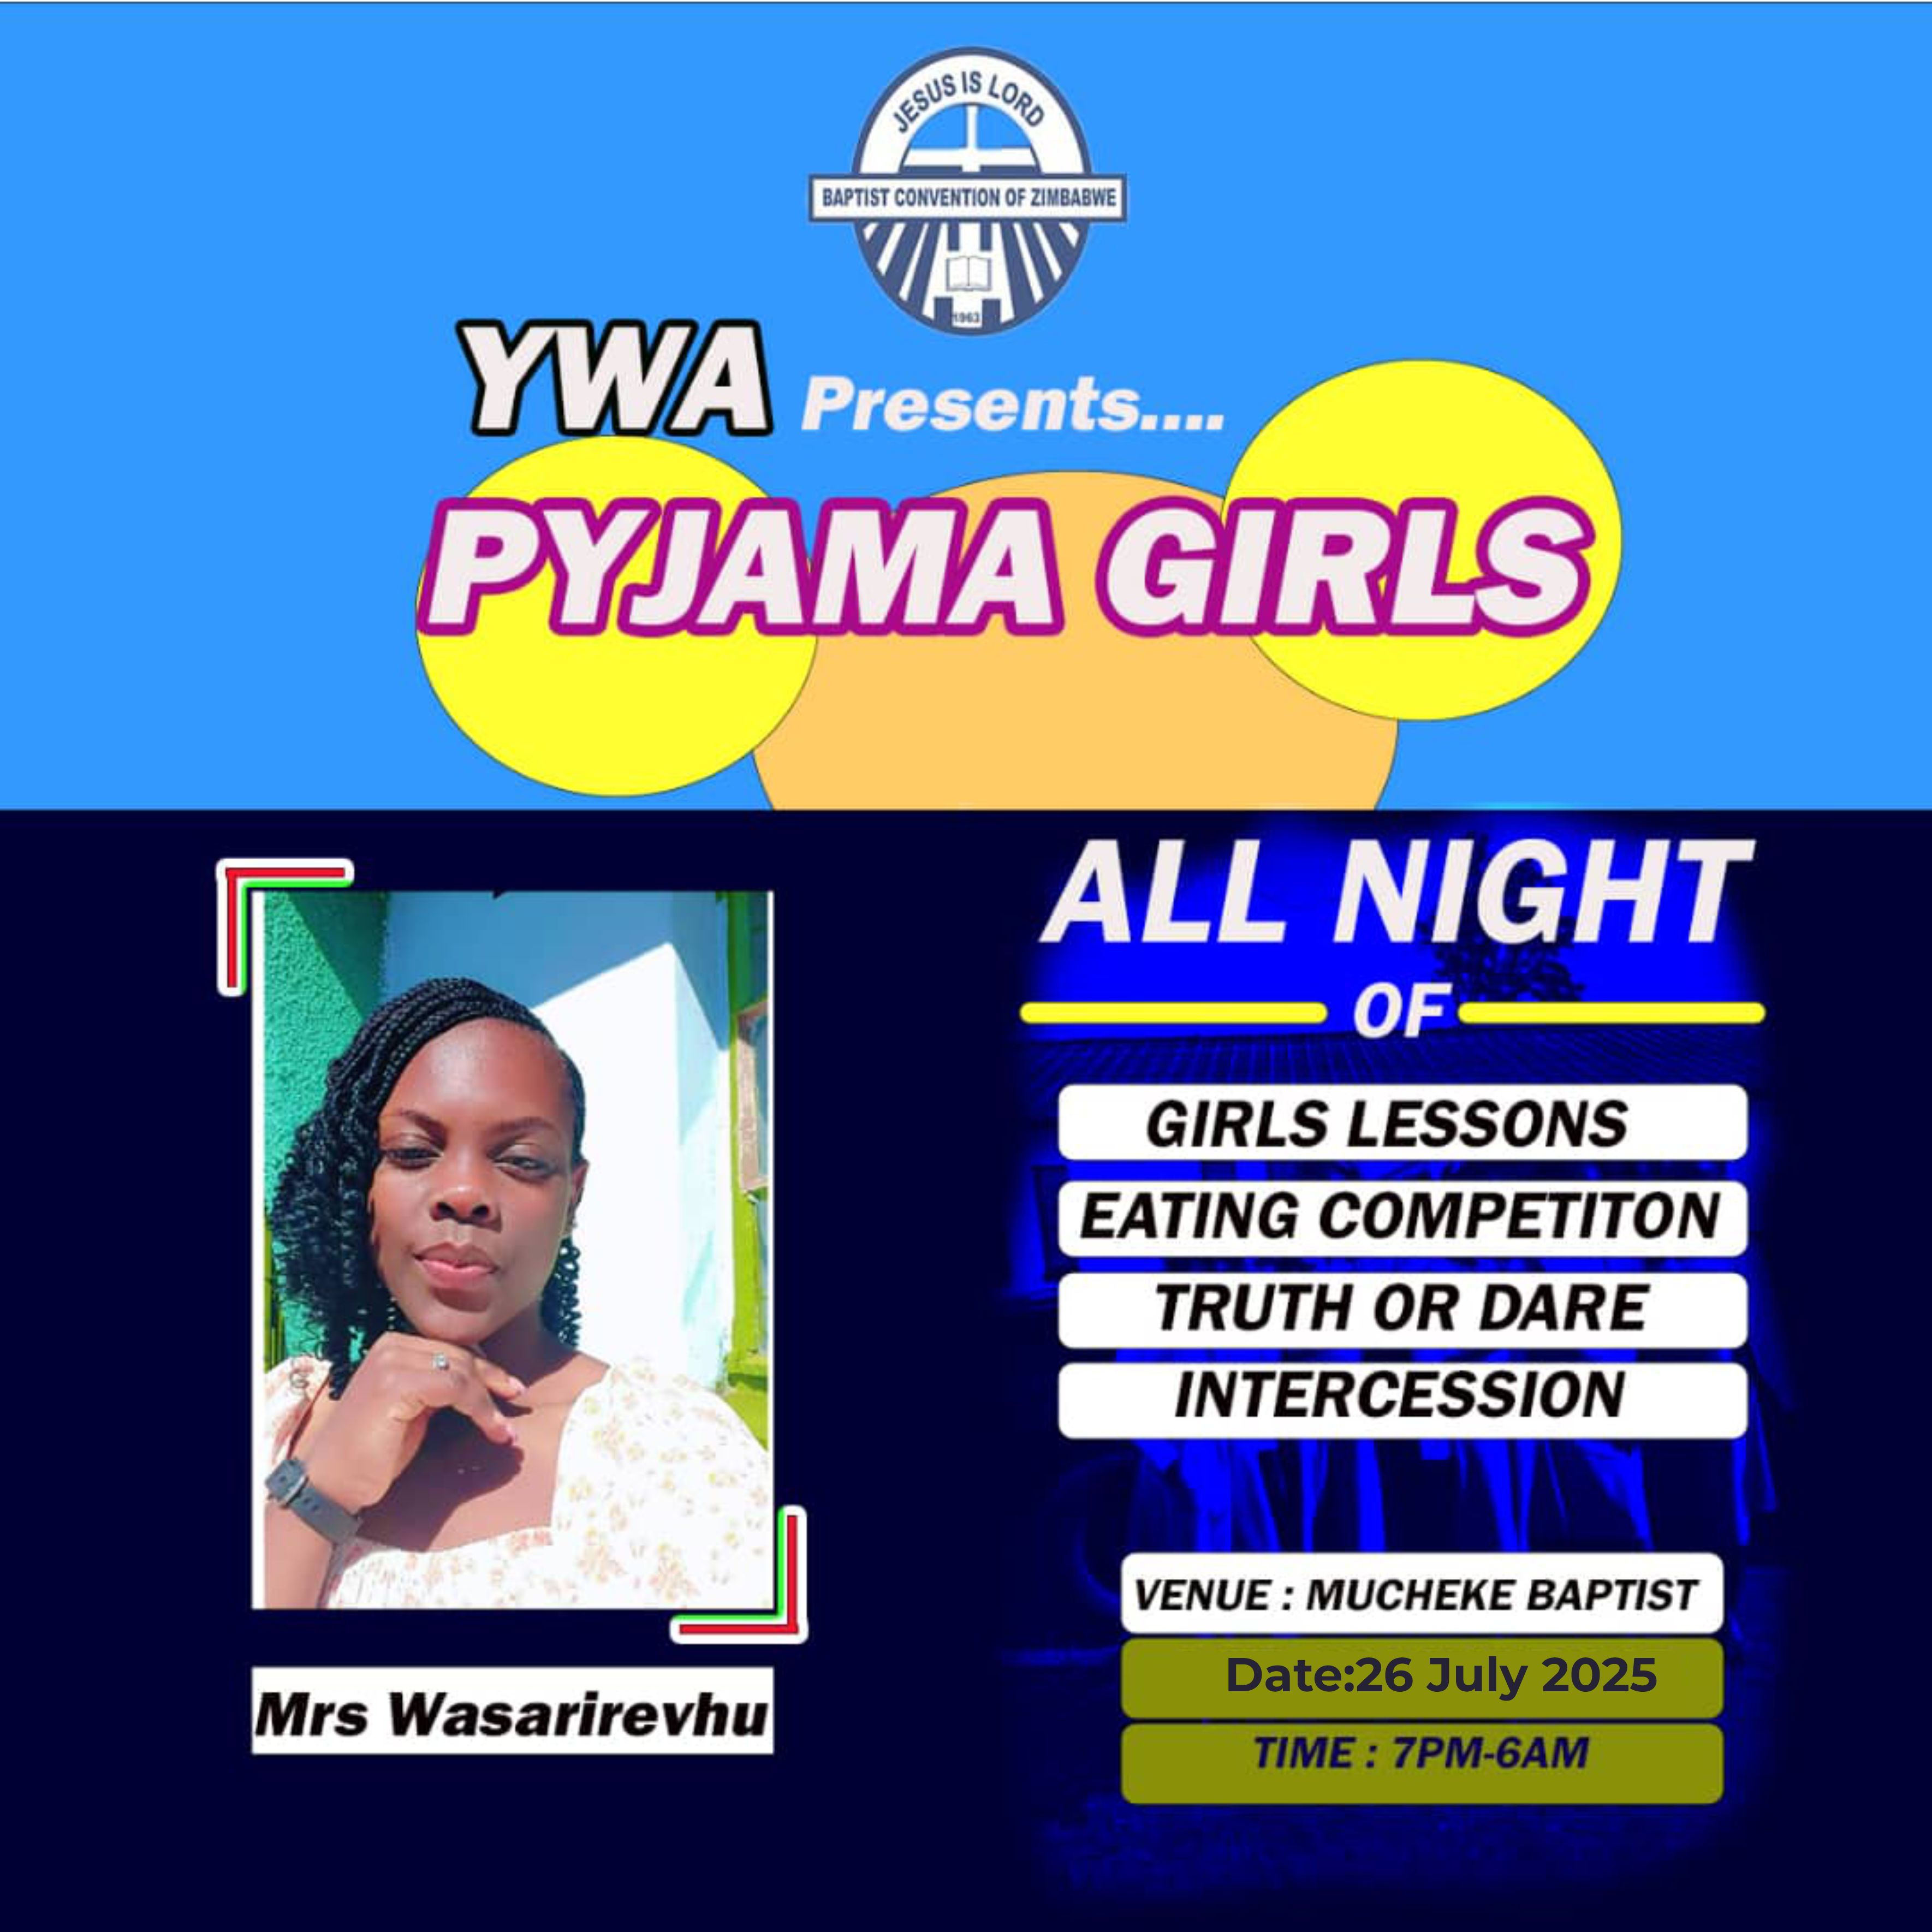 JESUS IS LORD
BAPTIST CONVENTION OF ZIMBABWE
1963
YWA Presents....
PYJAMA GIRLS
ALL NIGHT
OF
GIRLS LESSONS
EATING COMPETITON
TRUTH OR DARE
INTERCESSION
VENUE : MUCHEKE BAPTIST
Date:26 July 2025
TIME : 7PM-6AM
Mrs Wasarirevhu